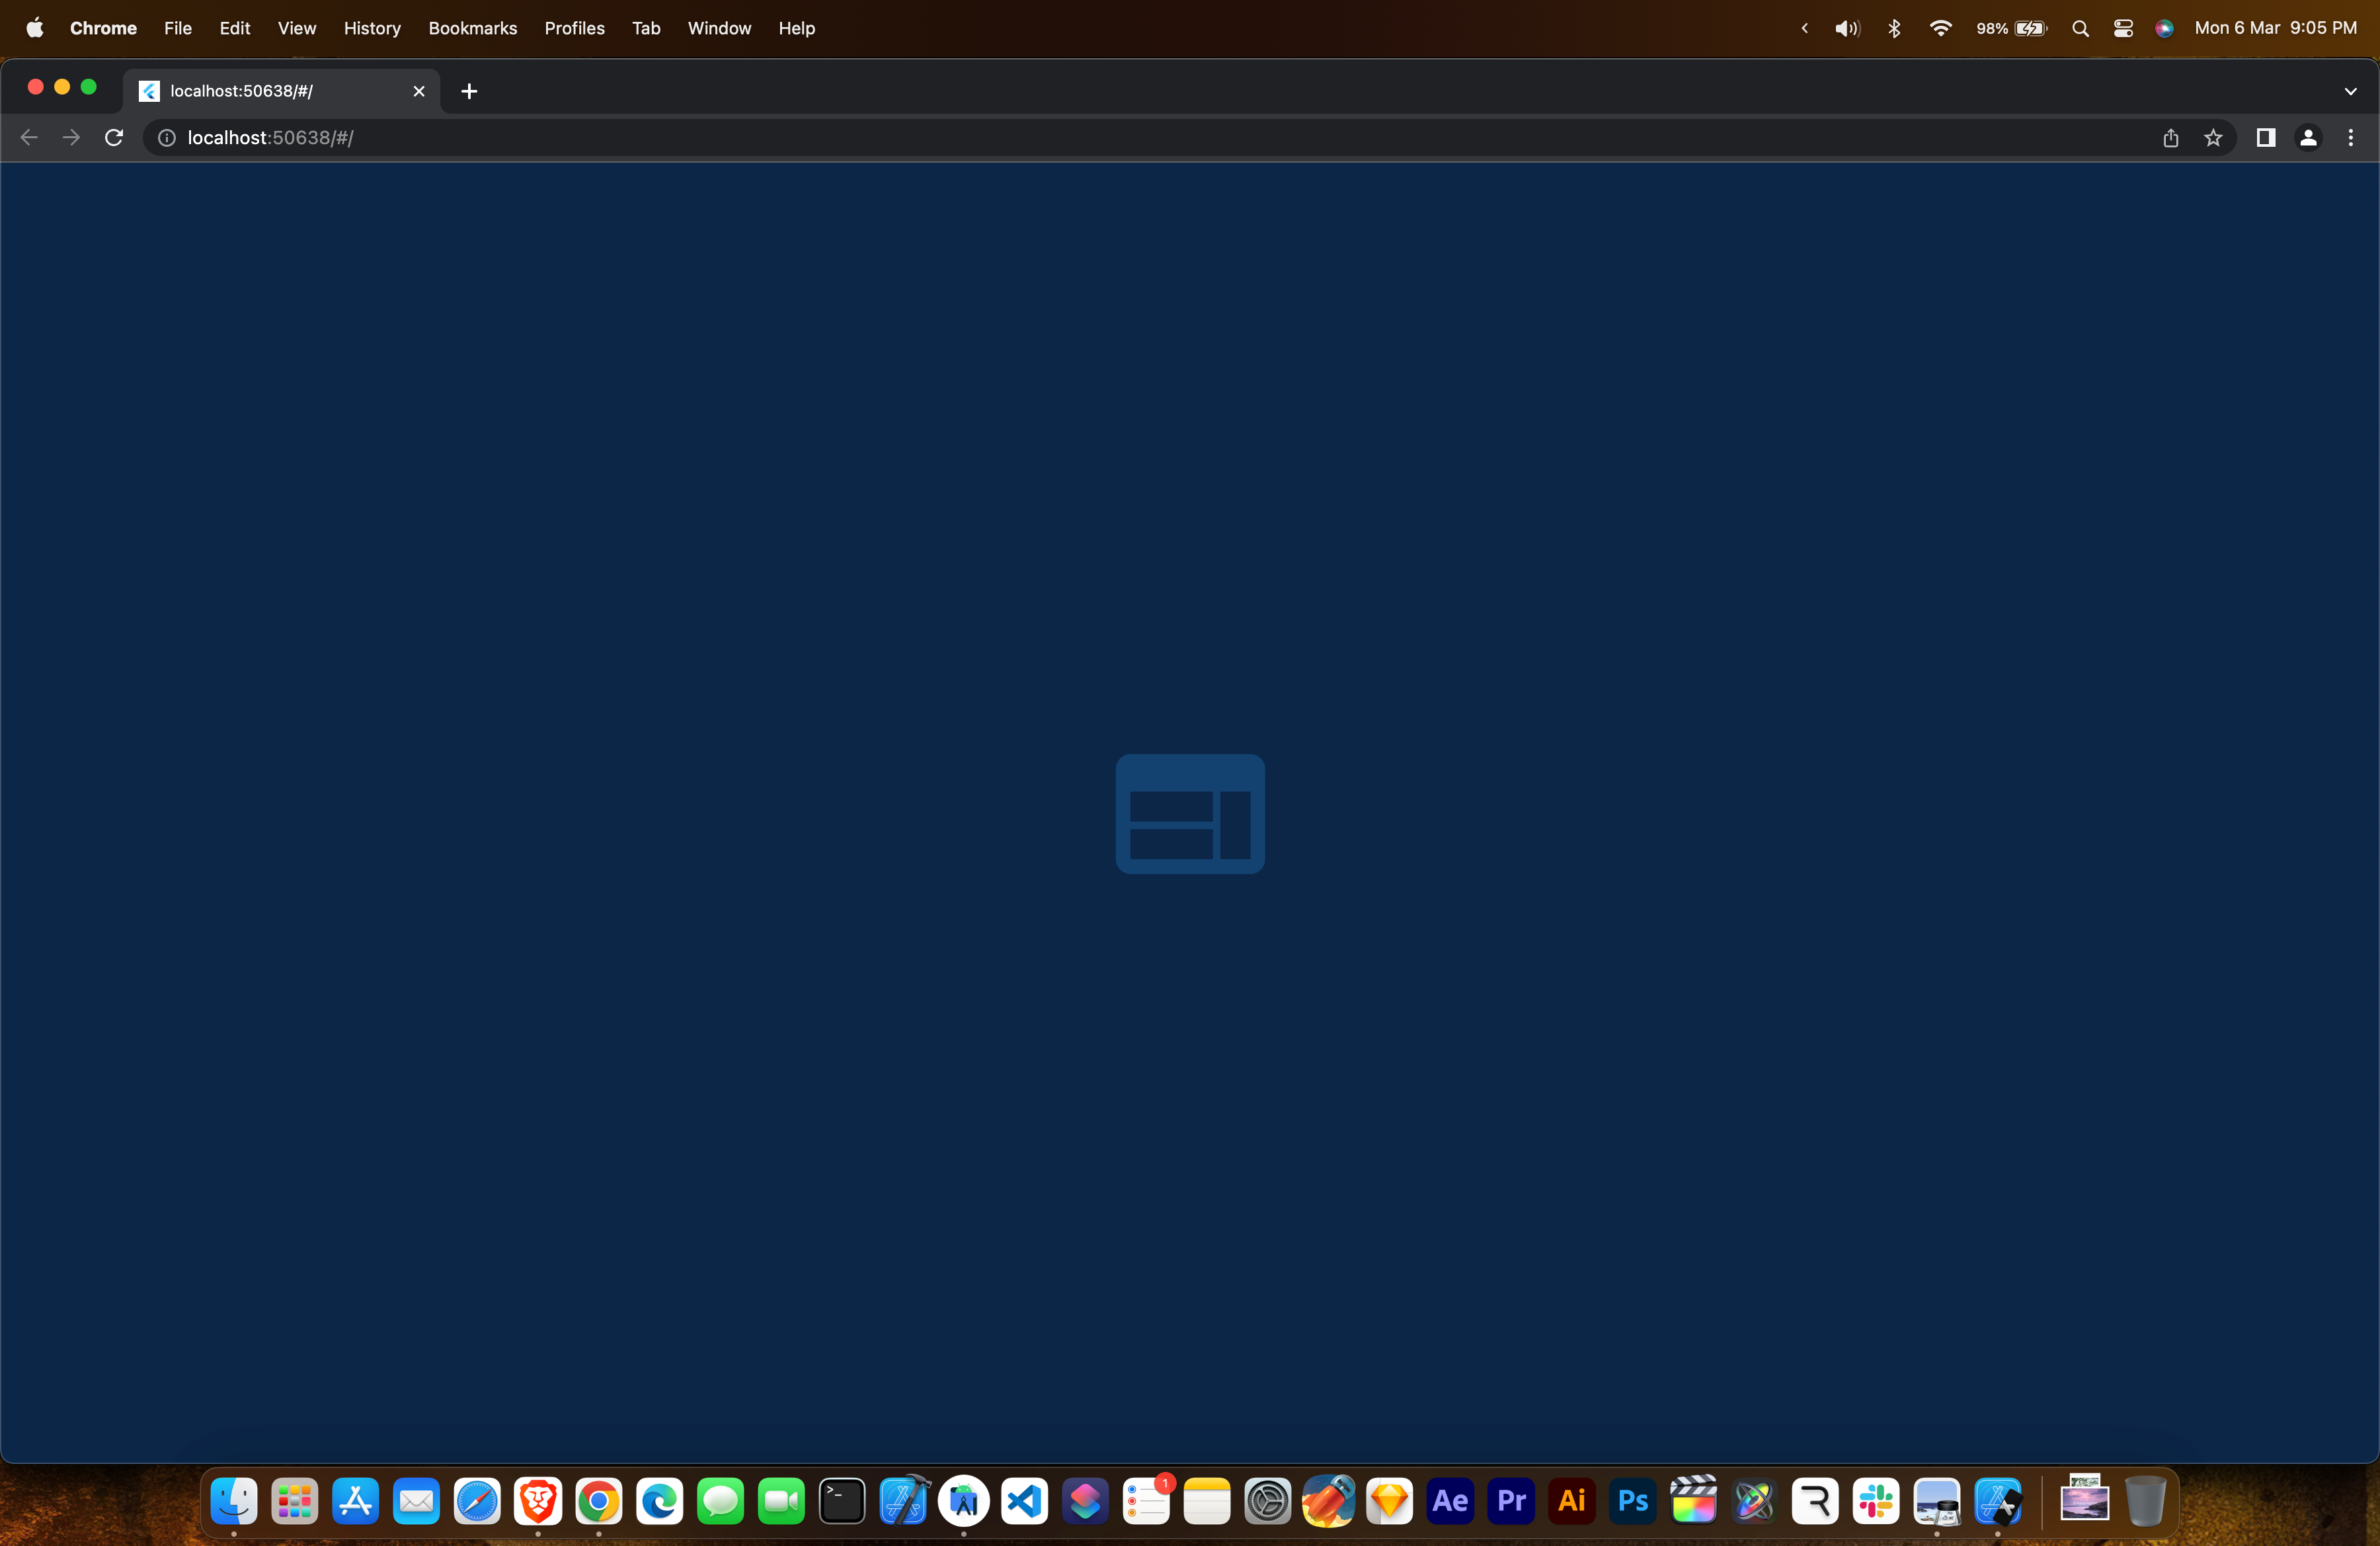 Chrome File Edit View History Bookmarks Profiles Tab Window Help 98% Mon 6 Mar 9:05 PM
localhost:50638/#/
localhost:50638/#/
>_ 1 Ae Pr Ai Ps